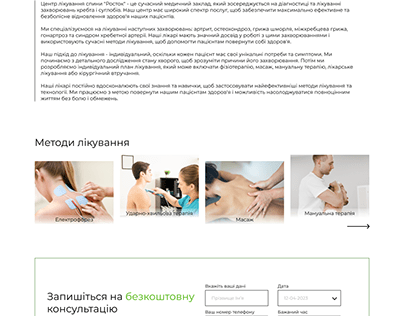 Центр лікування спини "Росток" - це сучасний медичний заклад, який зосереджується на діагностиці та лікуванні
захворювань хребта і суглобів. Наш центр має широкий спектр послуг, щоб забезпечити максимально ефективне та
безболісне відновлення здоров'я наших пацієнтів.
Ми спеціалізуємося на лікуванні наступних захворювань: артрит, остеохондроз, грижа шморля, міжхребцева грижа,
гонартроз та синдром хребетної артерії. Наші лікарі мають значний досвід у роботі з цими захворюваннями і
використовують сучасні методи лікування, щоб допомогти пацієнтам повернути собі здоров'я.
Наш підхід до лікування - індивідуальний, оскільки кожен пацієнт має свої унікальні потреби та симптоми. Ми
починаємо з детального дослідження стану хворого, щоб зрозуміти причини його захворювання. Потім ми
розробляємо індивідуальний план лікування, який може включати фізіотерапію, масаж, мануальну терапію, лікарське
лікування або хірургічний втручання.
Наші лікарі постійно вдосконалюють свої знання та навички, щоб застосовувати найефективніші методи лікування та
технології. Ми працюємо з метою повернути нашим пацієнтам здоров'я і можливість насолоджуватися повноцінним
життям без болю і обмежень.
Методи лікування
Електрофорез
Ударно-хвильова терапія
Масаж
Мануальна терапія
Запишіться на безкоштовну
консультацію
Вкажіть ваші дані
Дата
Ваш номер телефону
Бажаний час